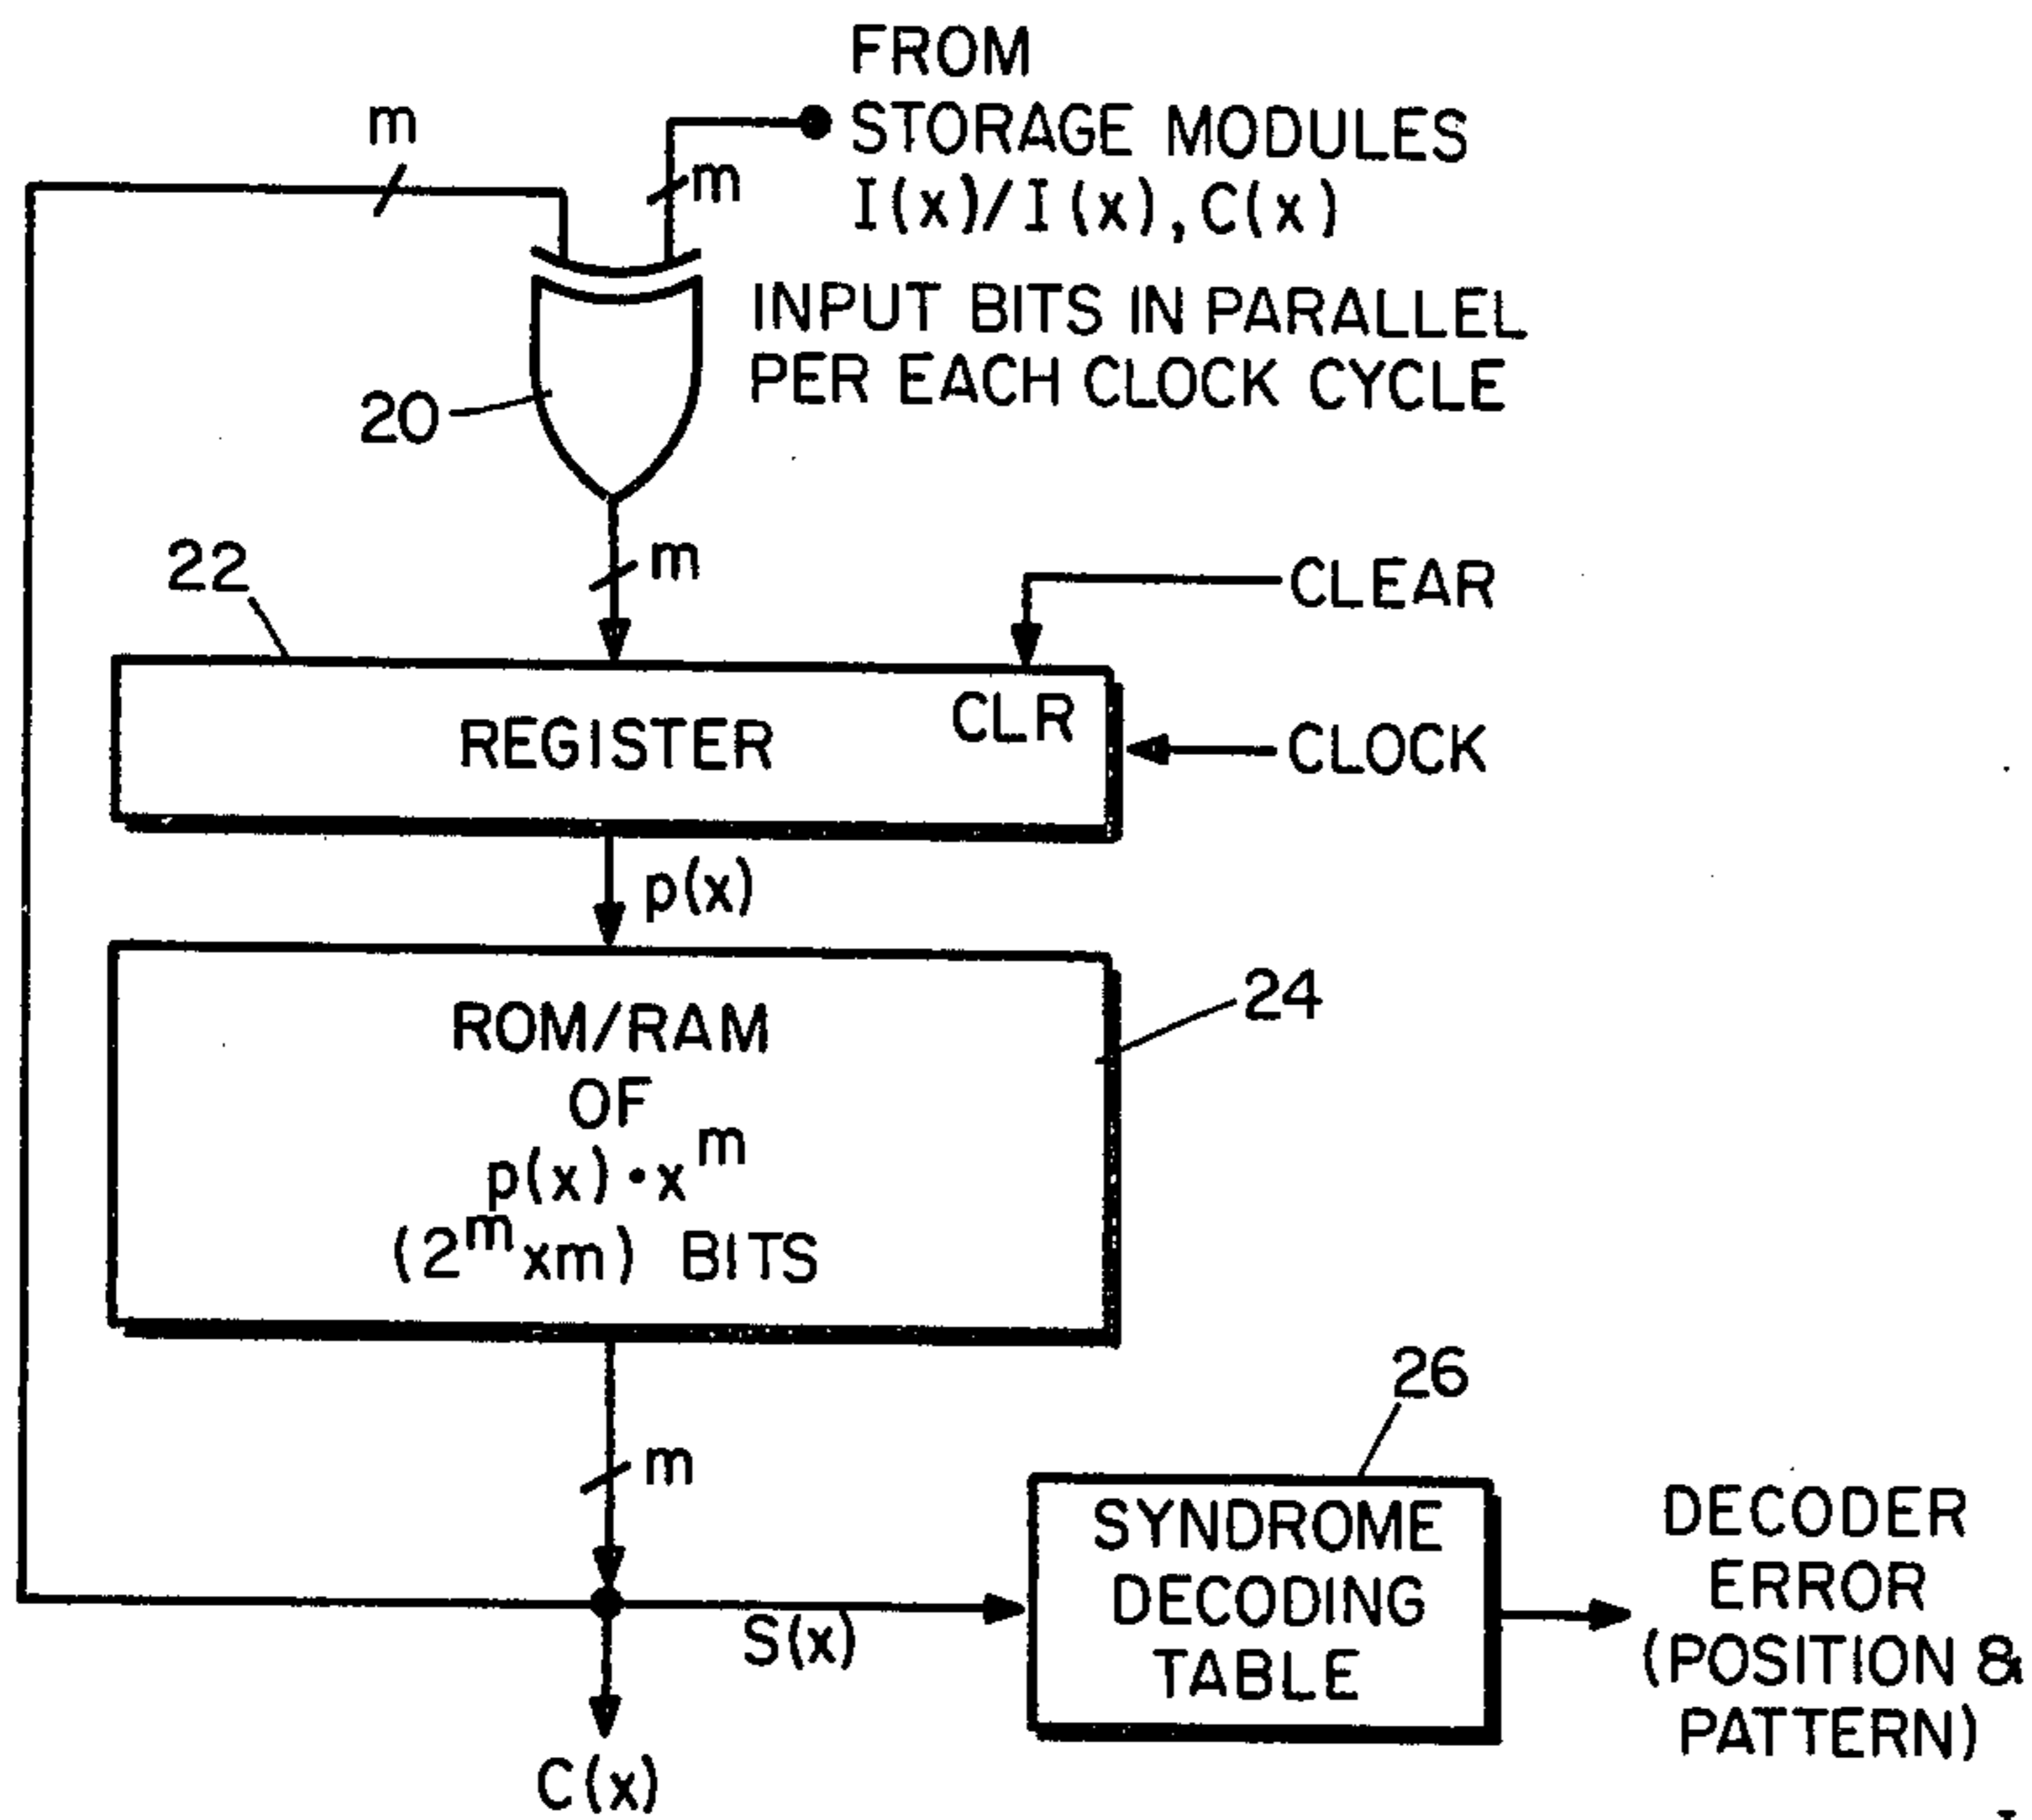 FROM
STORAGE MODULES
I(x)/I(x),C(x)
m
m
INPUT BITS IN PARALLEL
PER EACH CLOCK CYCLE
20
m
22
CLEAR
CLR
REGISTER
CLOCK
p(x)
24
ROM/RAM
OF
p(x)•x^m
(2^m xm) BITS
m
26
SYNDROME
DECODING
TABLE
S(x)
DECODER
ERROR
(POSITION &
PATTERN)
C(x)